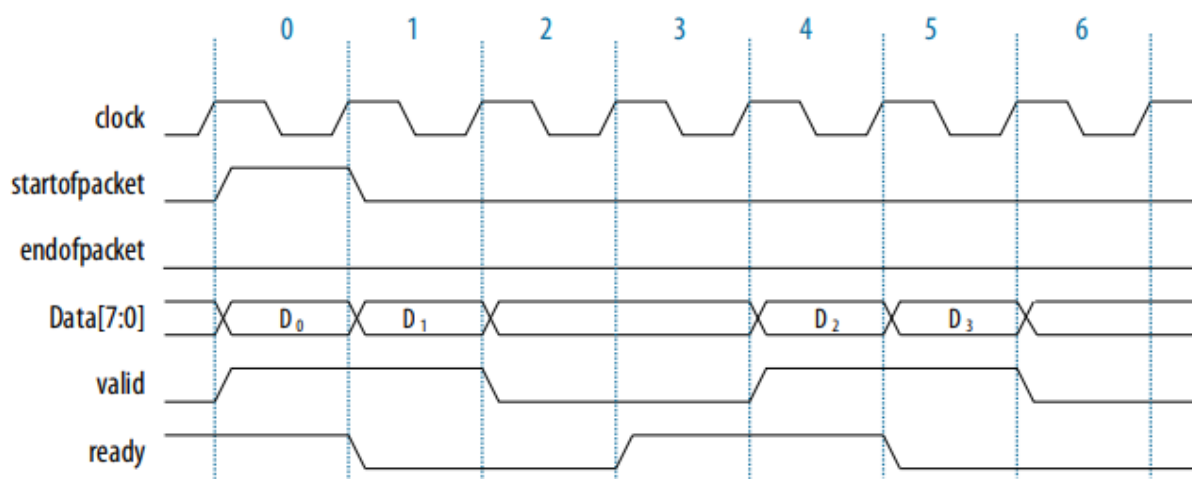 0 1 2 3 4 5 6
clock
startofpacket
endofpacket
Data[7:0] D₀ D₁ D₂ D₃
valid
ready